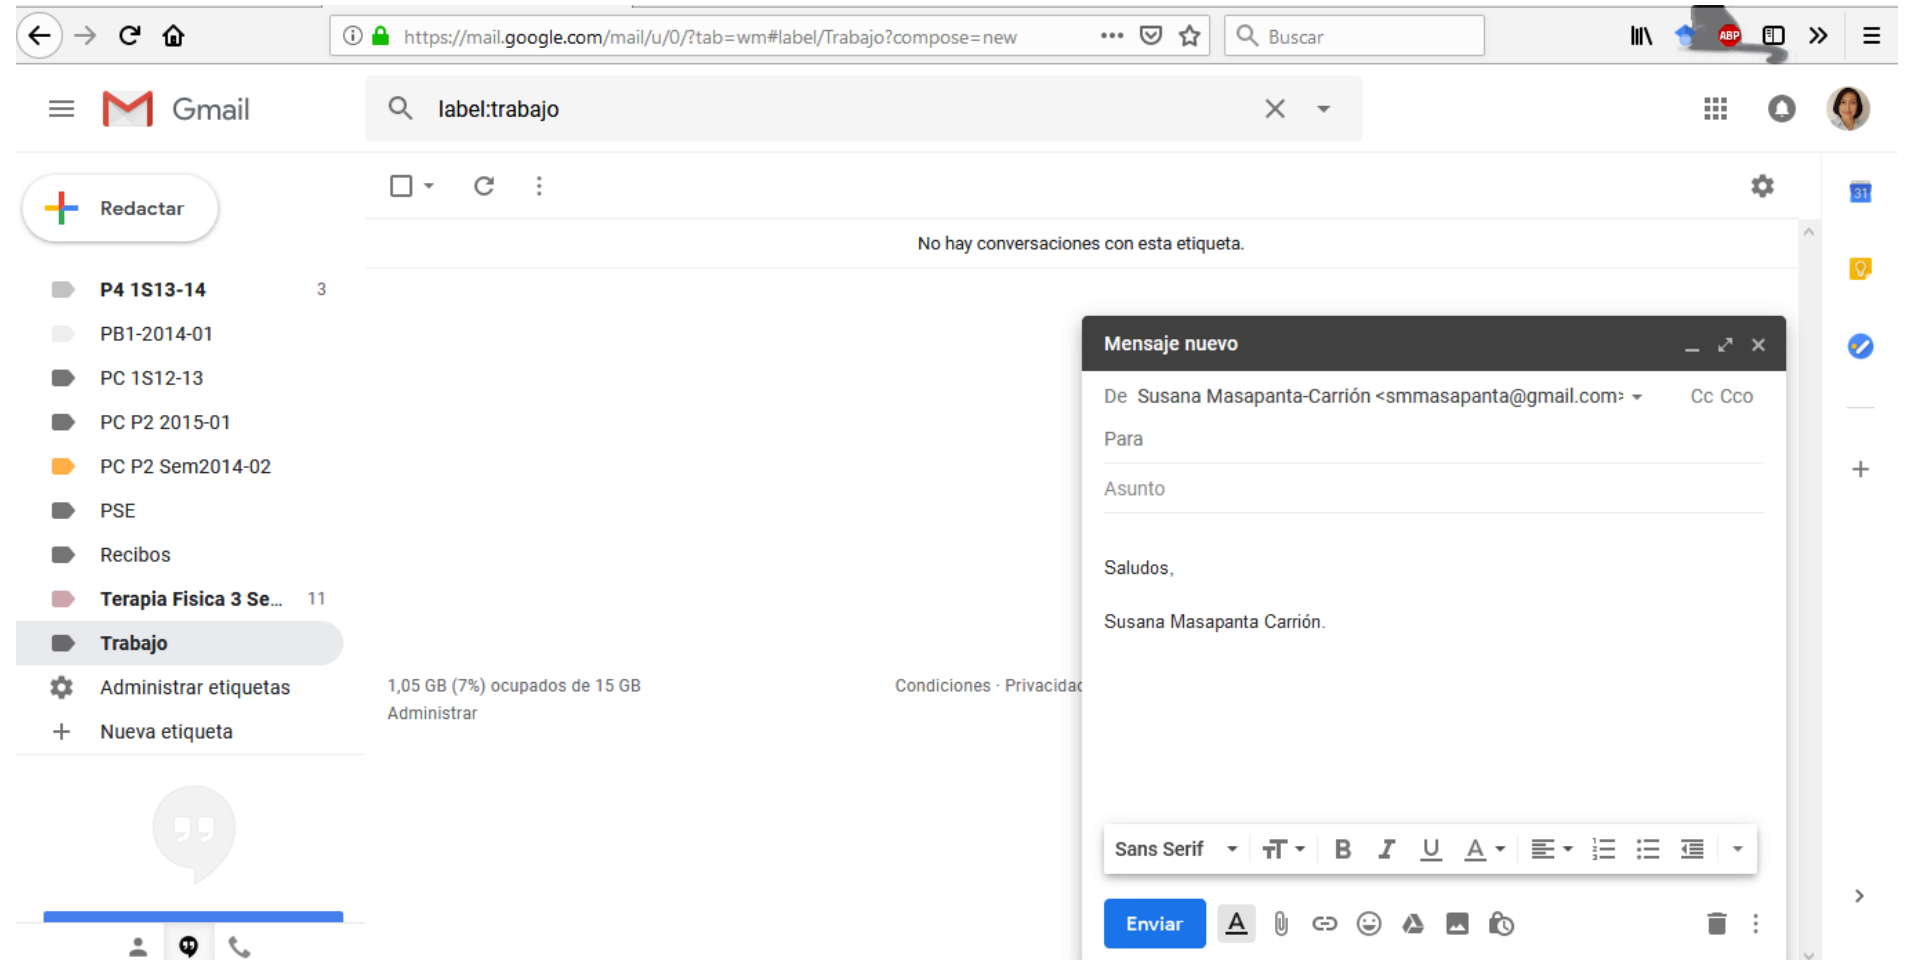 https://mail.google.com/mail/u/0/?tab=wm#label/Trabajo?compose=new
Buscar
ABP
Gmail
label:trabajo
Redactar
31
No hay conversaciones con esta etiqueta.
P4 1S13-14 3
PB1-2014-01
PC 1S12-13
PC P2 2015-01
PC P2 Sem2014-02
PSE
Recibos
Terapia Fisica 3 Se... 11
Trabajo
Administrar etiquetas
Nueva etiqueta
1,05 GB (7%) ocupados de 15 GB
Administrar
Condiciones · Privacidad
Mensaje nuevo
De Susana Masapanta-Carrión <smmasapanta@gmail.com> Cc Cco
Para
Asunto
Saludos,
Susana Masapanta Carrión.
Sans Serif
Enviar